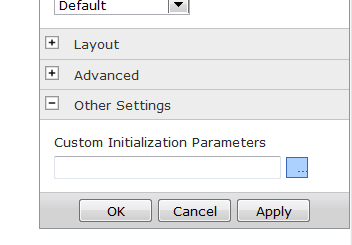 Default
Layout
Advanced
Other Settings
Custom Initialization Parameters
...
OK Cancel Apply